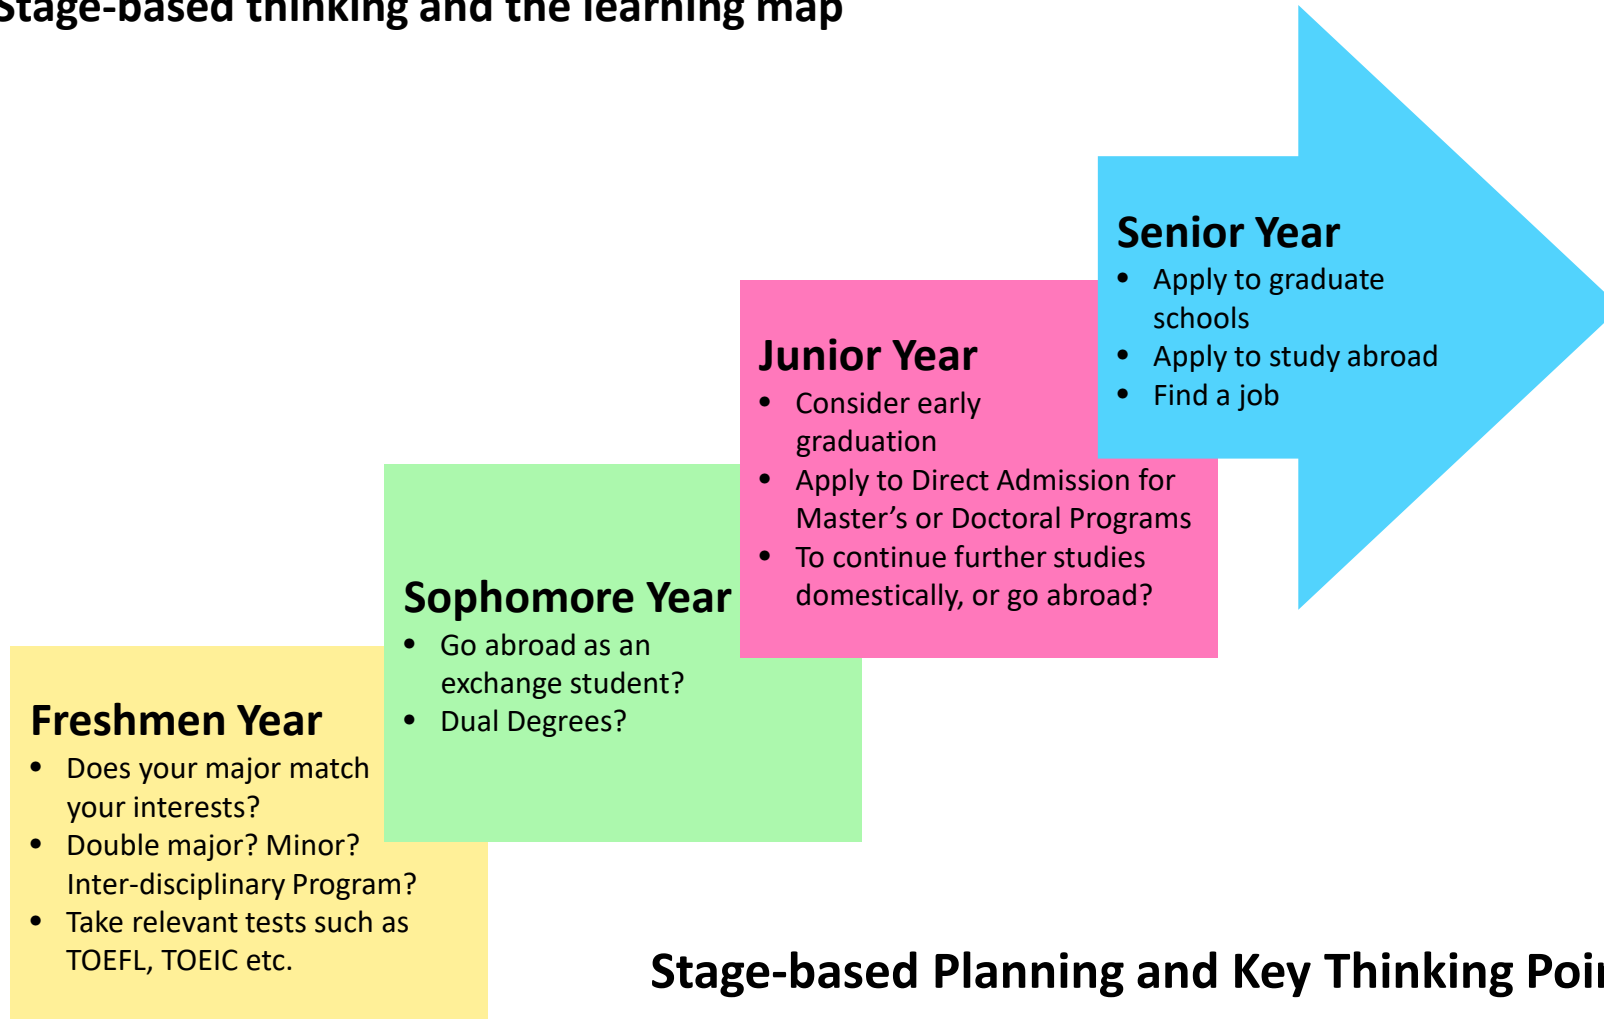 Stage-based thinking and the learning map
Senior Year
• Apply to graduate
schools
• Apply to study abroad
• Find a job
Junior Year
• Consider early
graduation
• Apply to Direct Admission for
Master's or Doctoral Programs
• To continue further studies
domestically, or go abroad?
Sophomore Year
• Go abroad as an
exchange student?
• Dual Degrees?
Freshmen Year
• Does your major match
your interests?
• Double major? Minor?
Inter-disciplinary Program?
• Take relevant tests such as
TOEFL, TOEIC etc.
Stage-based Planning and Key Thinking